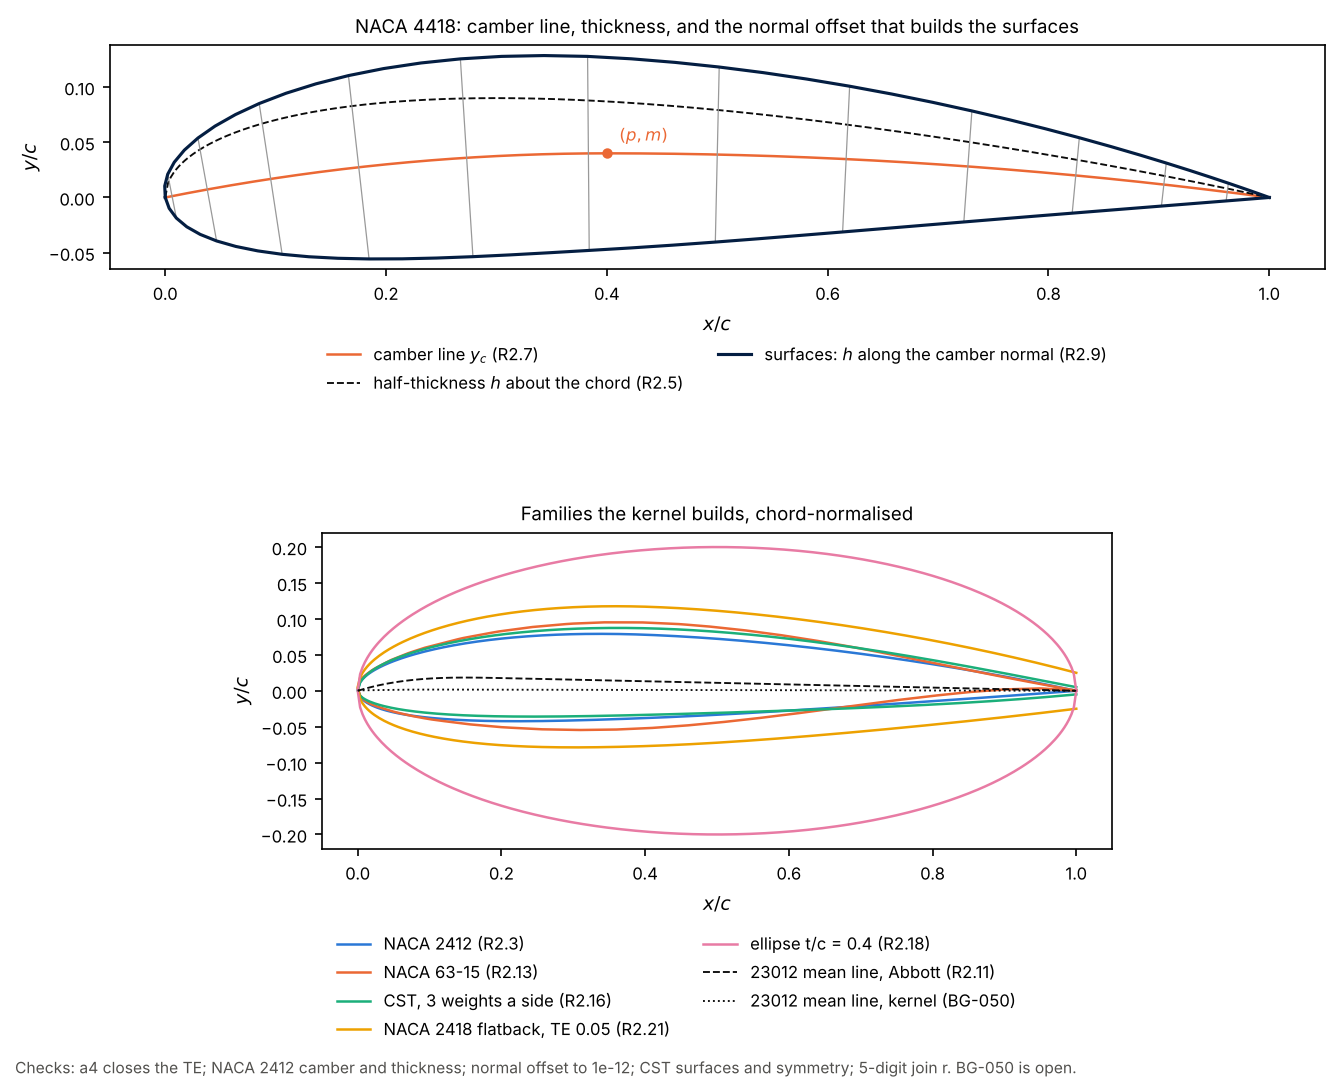 NACA 4418: camber line, thickness, and the normal offset that builds the surfaces
y/c
0.10
0.05
0.00
−0.05
(p, m)
0.0 0.2 0.4 0.6 0.8 1.0
x/c
camber line y_c (R2.7)
half-thickness h about the chord (R2.5)
surfaces: h along the camber normal (R2.9)
Families the kernel builds, chord-normalised
y/c
0.20
0.15
0.10
0.05
0.00
−0.05
−0.10
−0.15
−0.20
0.0 0.2 0.4 0.6 0.8 1.0
x/c
NACA 2412 (R2.3)
NACA 63-15 (R2.13)
CST, 3 weights a side (R2.16)
NACA 2418 flatback, TE 0.05 (R2.21)
ellipse t/c = 0.4 (R2.18)
23012 mean line, Abbott (R2.11)
23012 mean line, kernel (BG-050)
Checks: a4 closes the TE; NACA 2412 camber and thickness; normal offset to 1e-12; CST surfaces and symmetry; 5-digit join r. BG-050 is open.